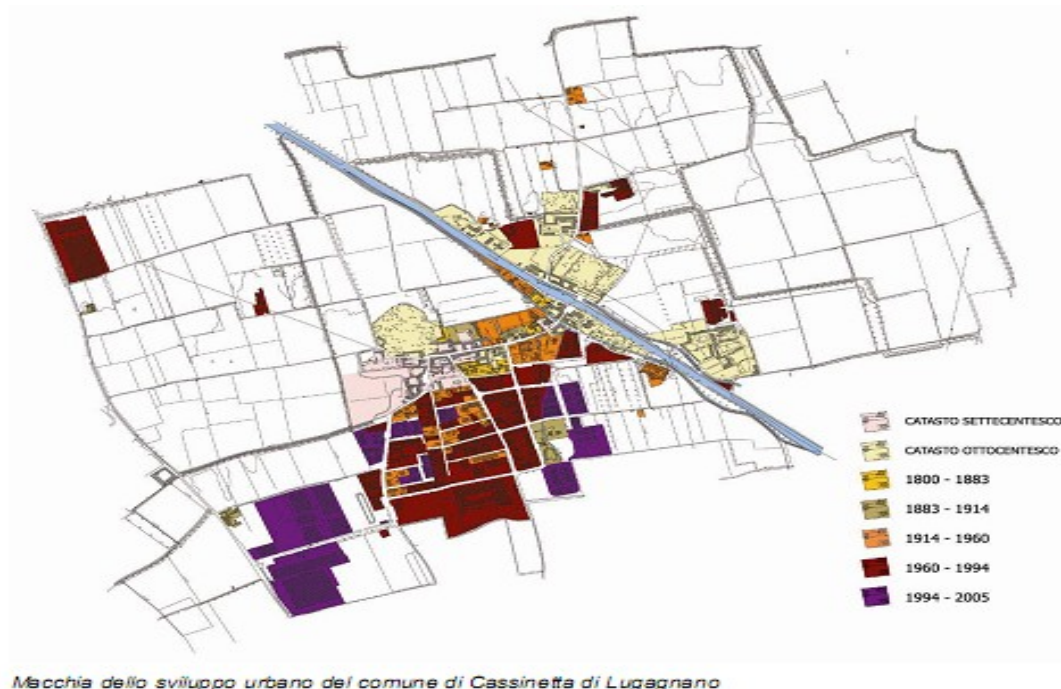 CATASTO SETTECENTESCO
CATASTO OTTOCENTESCO
1800 - 1883
1883 - 1914
1914 - 1960
1960 - 1994
1994 - 2005
Macchia dello sviluppo urbano del comune di Cassinetta di Lugagnano